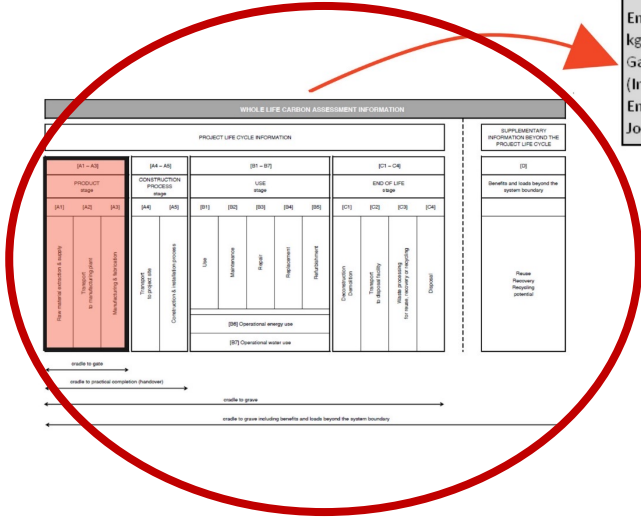 En
kg
Ga
(In
En
Jo
WHOLE LIFE CARBON ASSESSMENT INFORMATION
PROJECT LIFE CYCLE INFORMATION
SUPPLEMENTARY
INFORMATION BEYOND THE
PROJECT LIFE CYCLE
[A1 – A3]
PRODUCT
stage
[A4 – A5]
CONSTRUCTION
PROCESS
stage
[B1 – B7]
USE
stage
[C1 – C4]
END OF LIFE
stage
[D]
Benefits and loads beyond the
system boundary
[A1]
[A2]
[A3]
[A4]
[A5]
[B1]
[B2]
[B3]
[B4]
[B5]
[C1]
[C2]
[C3]
[C4]
Raw material extraction & supply
Transport
to manufacturing plant
Manufacturing & fabrication
Transport
to project site
Construction & installation process
Use
Maintenance
Repair
Replacement
Refurbishment
[B6] Operational energy use
[B7] Operational water use
Deconstruction
Demolition
Transport
to disposal facility
Waste processing
for reuse, recovery or recycling
Disposal
Reuse
Recovery
Recycling
potential
cradle to gate
cradle to practical completion (handover)
cradle to grave
cradle to grave including benefits and loads beyond the system boundary